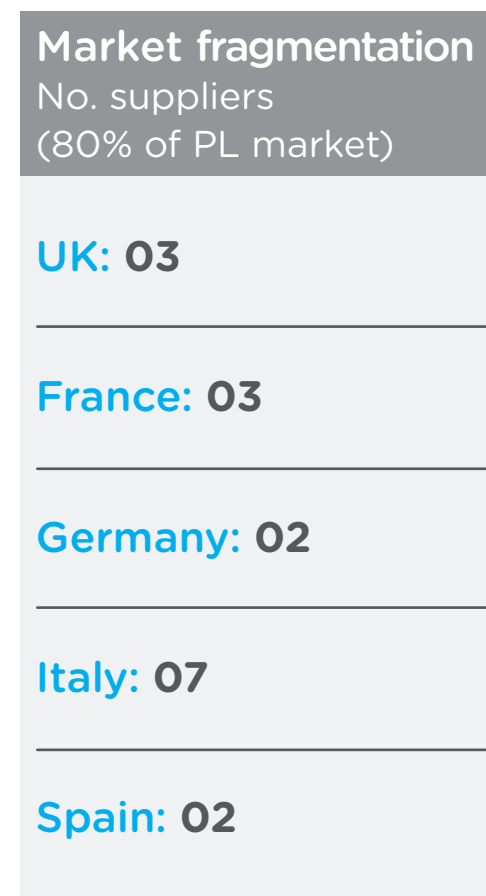 Market fragmentation
No. suppliers
(80% of PL market)
UK: 03
France: 03
Germany: 02
Italy: 07
Spain: 02